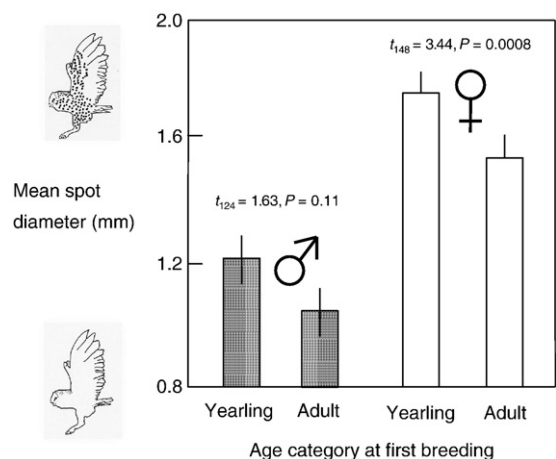 2.0
t148 = 3.44, P = 0.0008
♀
1.6
Mean spot
diameter (mm)
t124 = 1.63, P = 0.11
1.2
♂
0.8
Yearling Adult Yearling Adult
Age category at first breeding